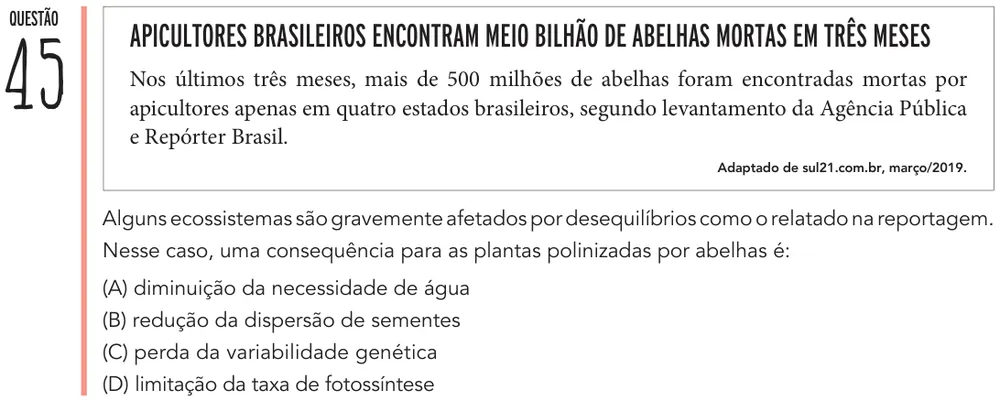 QUESTÃO
45
APICULTORES BRASILEIROS ENCONTRAM MEIO BILHÃO DE ABELHAS MORTAS EM TRÊS MESES
Nos últimos três meses, mais de 500 milhões de abelhas foram encontradas mortas por
apicultores apenas em quatro estados brasileiros, segundo levantamento da Agência Pública
e Repórter Brasil.
Adaptado de sul21.com.br, março/2019.
Alguns ecossistemas são gravemente afetados por desequilíbrios como o relatado na reportagem.
Nesse caso, uma consequência para as plantas polinizadas por abelhas é:
(A) diminuição da necessidade de água
(B) redução da dispersão de sementes
(C) perda da variabilidade genética
(D) limitação da taxa de fotossíntese